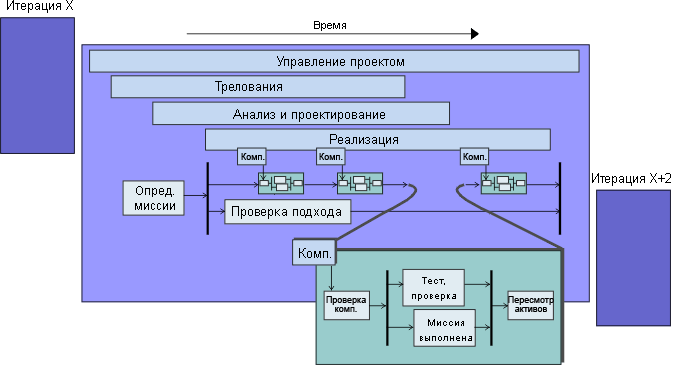 Итерация X
Время
Управление проектом
Трелования
Анализ и проектирование
Реализация
Комп.
Комп.
Комп.
Итерация X+2
Опред.
миссии
Проверка подхода
Комп.
Тест,
проверка
Проверка
комп.
Пересмотр
активов
Миссия
выполнена